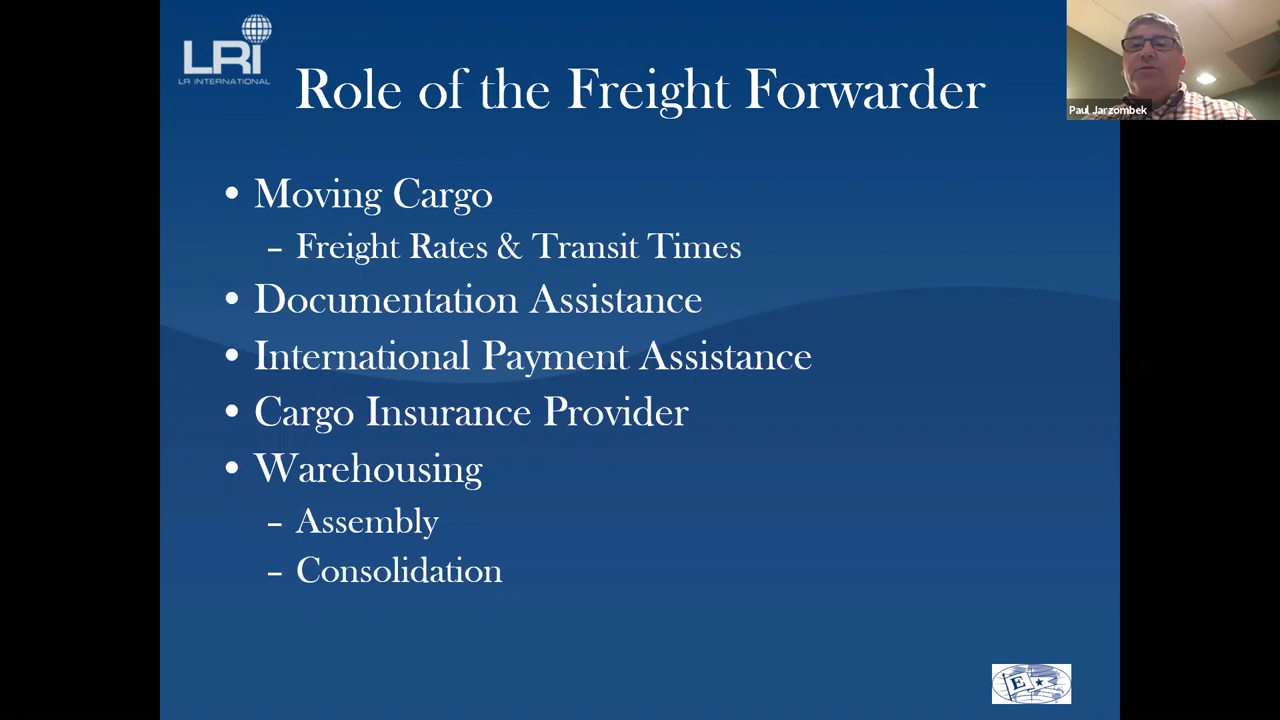 LRI
LR INTERNATIONAL
Role of the Freight Forwarder
Paul Jarzombek
• Moving Cargo
– Freight Rates & Transit Times
• Documentation Assistance
• International Payment Assistance
• Cargo Insurance Provider
• Warehousing
– Assembly
– Consolidation
E